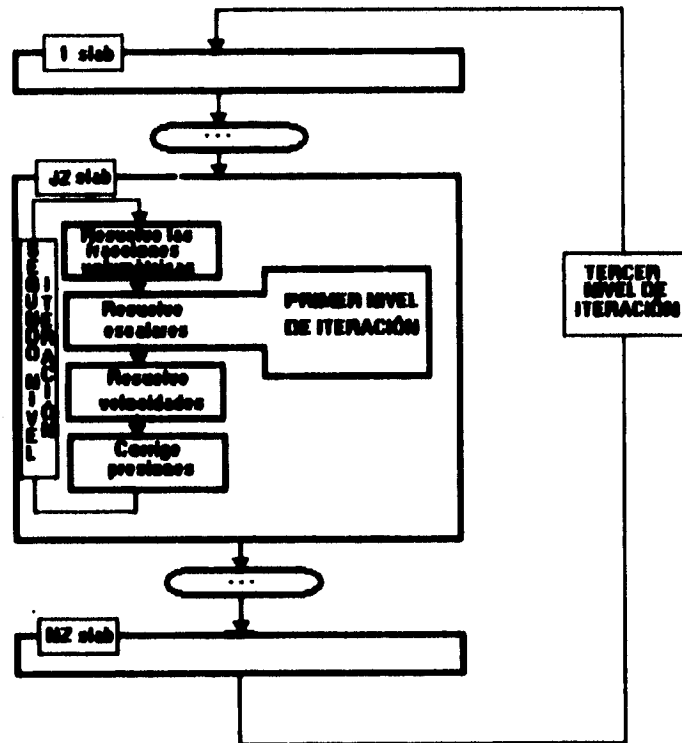 1 slab
...
JZ slab
Resuelve las
fracciones
volumétricas
Resuelve
escalares
PRIMER NIVEL
DE ITERACIÓN
Resuelve
velocidades
Corrige
presiones
SEGUNDO NIVEL
ITERACIÓN
TERCER
NIVEL DE
ITERACIÓN
...
NZ slab